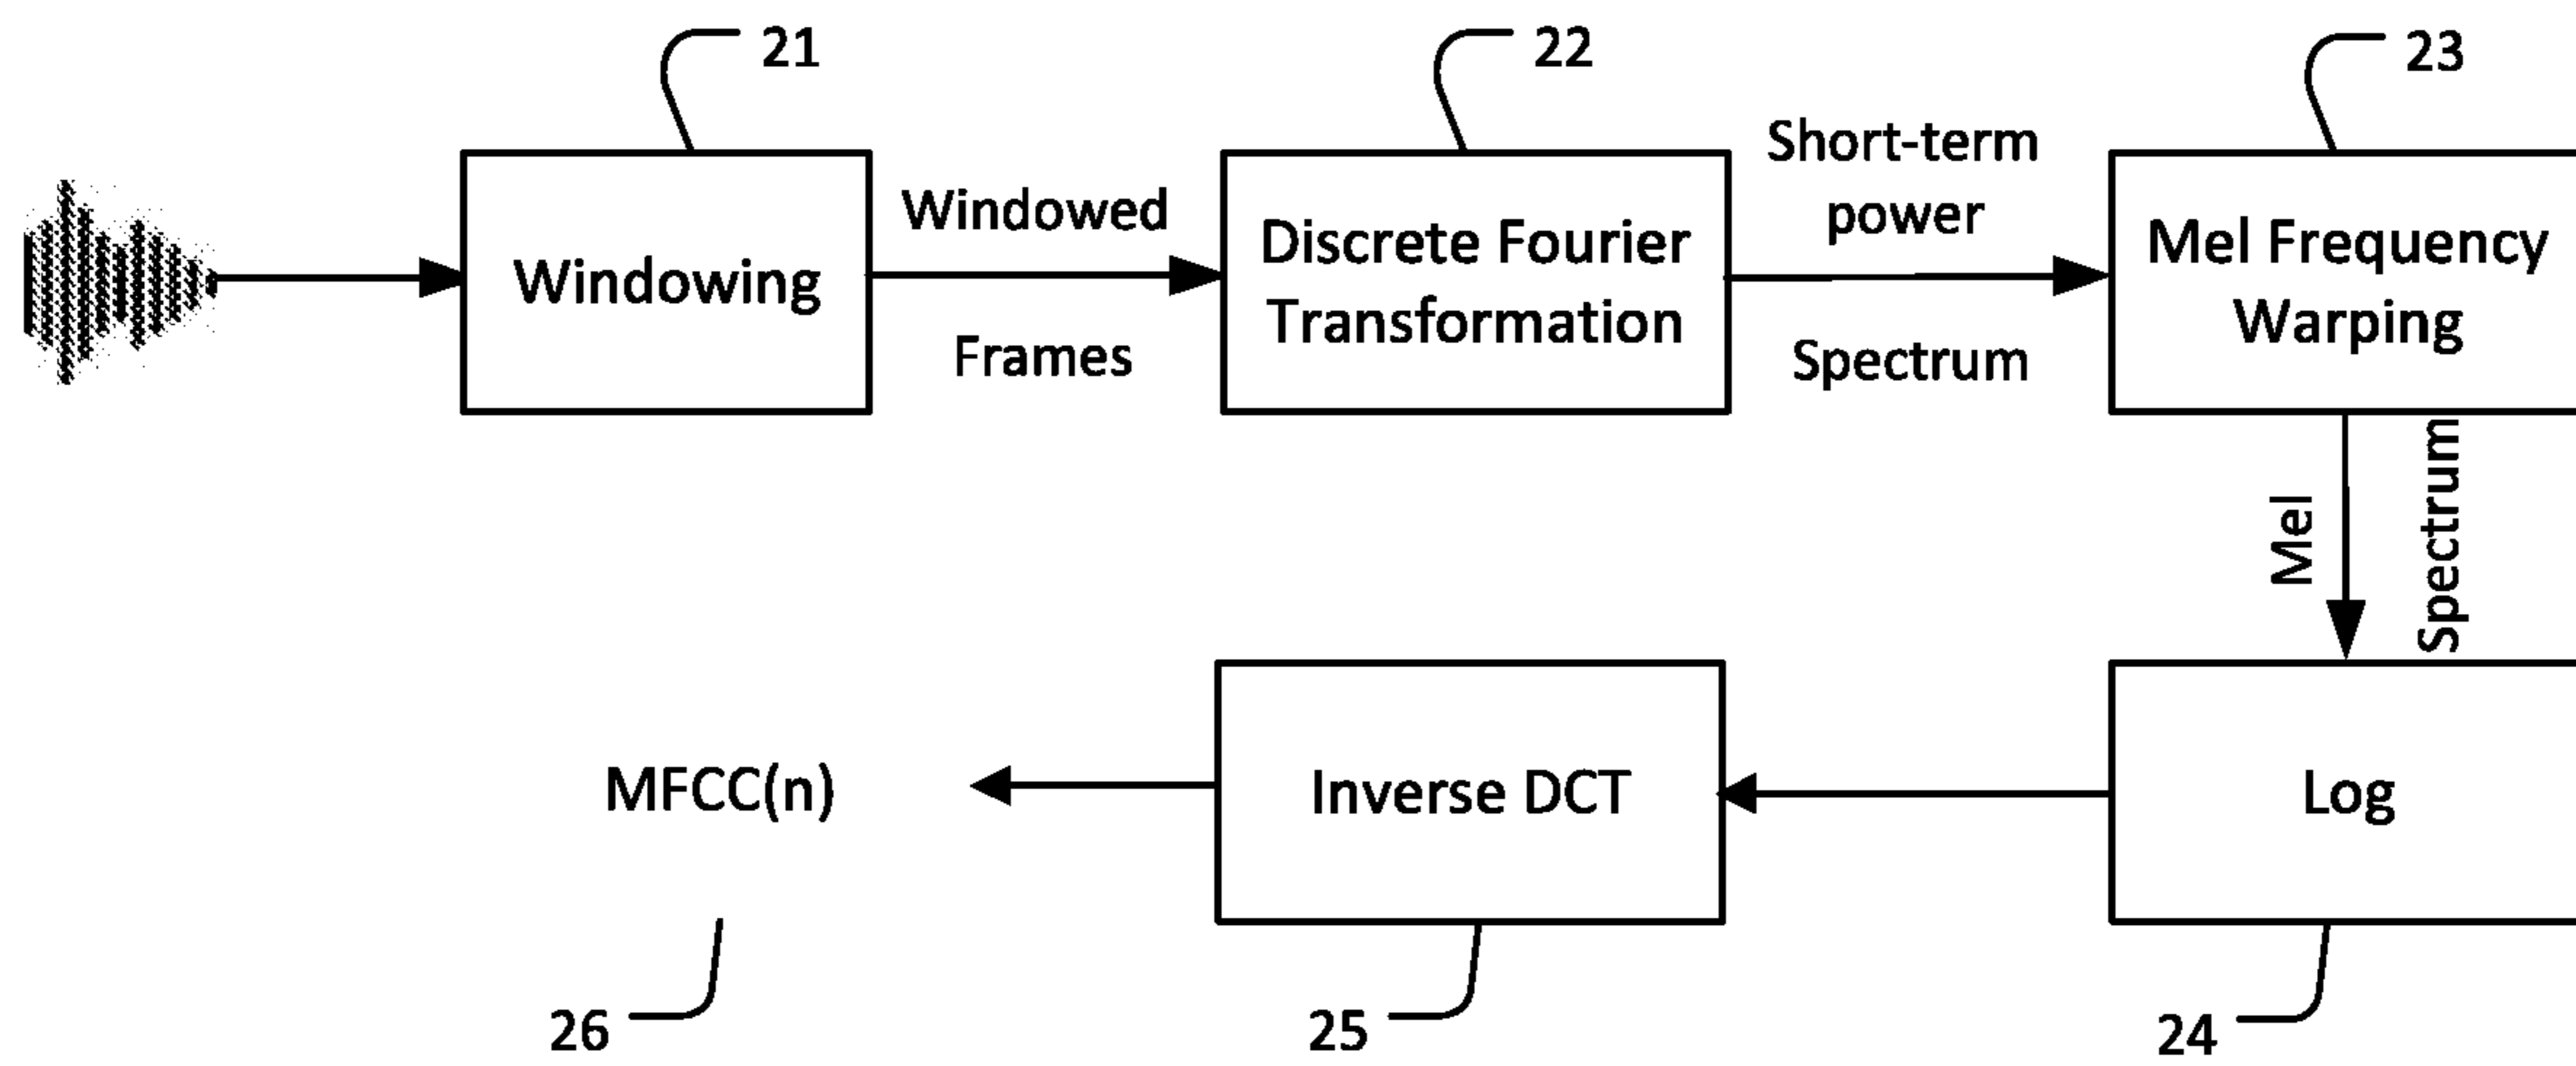 21
22
23
Windowing
Windowed
Frames
Discrete Fourier
Transformation
Short-term
power
Spectrum
Mel Frequency
Warping
Mel
Spectrum
MFCC(n)
Inverse DCT
Log
26
25
24